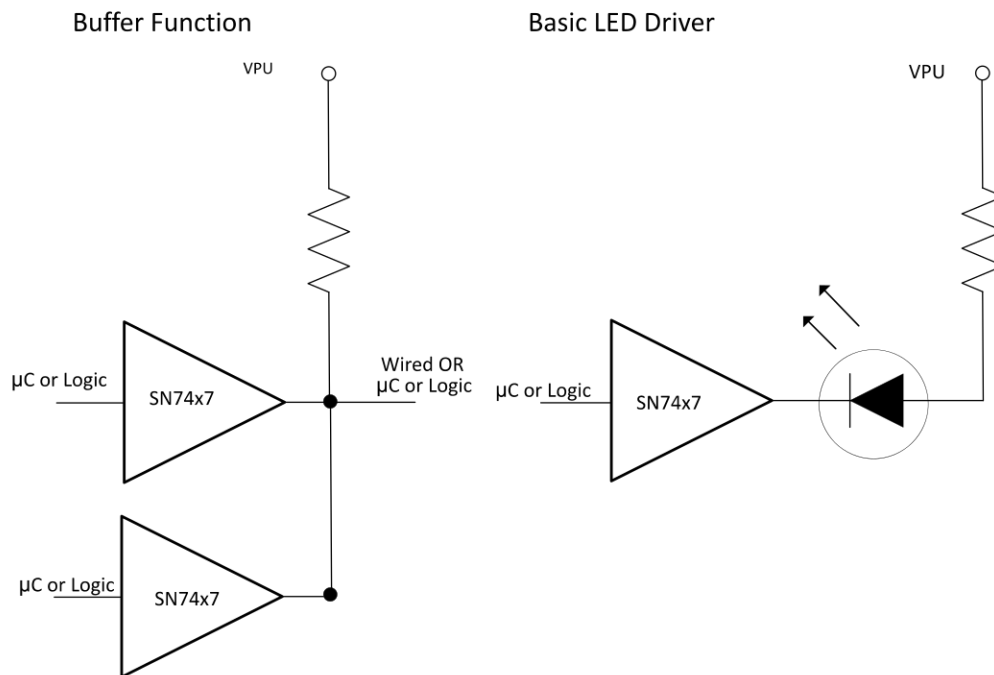 Buffer Function
VPU
µC or Logic
SN74x7
Wired OR
µC or Logic
µC or Logic
SN74x7
Basic LED Driver
VPU
µC or Logic
SN74x7